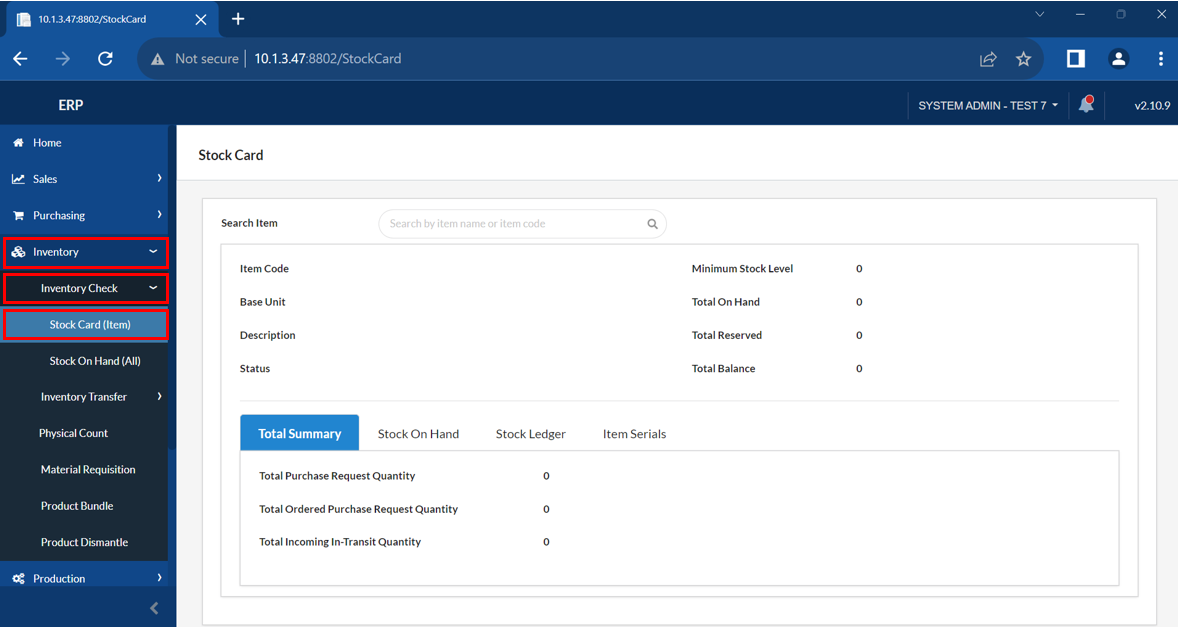 10.1.3.47:8802/StockCard
Not secure 10.1.3.47:8802/StockCard
ERP
SYSTEM ADMIN - TEST 7
v2.10.9
Home
Sales
Purchasing
Inventory
Inventory Check
Stock Card (Item)
Stock On Hand (All)
Inventory Transfer
Physical Count
Material Requisition
Product Bundle
Product Dismantle
Production
Stock Card
Search Item
Search by item name or item code
Item Code
Base Unit
Description
Status
Minimum Stock Level 0
Total On Hand 0
Total Reserved 0
Total Balance 0
Total Summary Stock On Hand Stock Ledger Item Serials
Total Purchase Request Quantity 0
Total Ordered Purchase Request Quantity 0
Total Incoming In-Transit Quantity 0